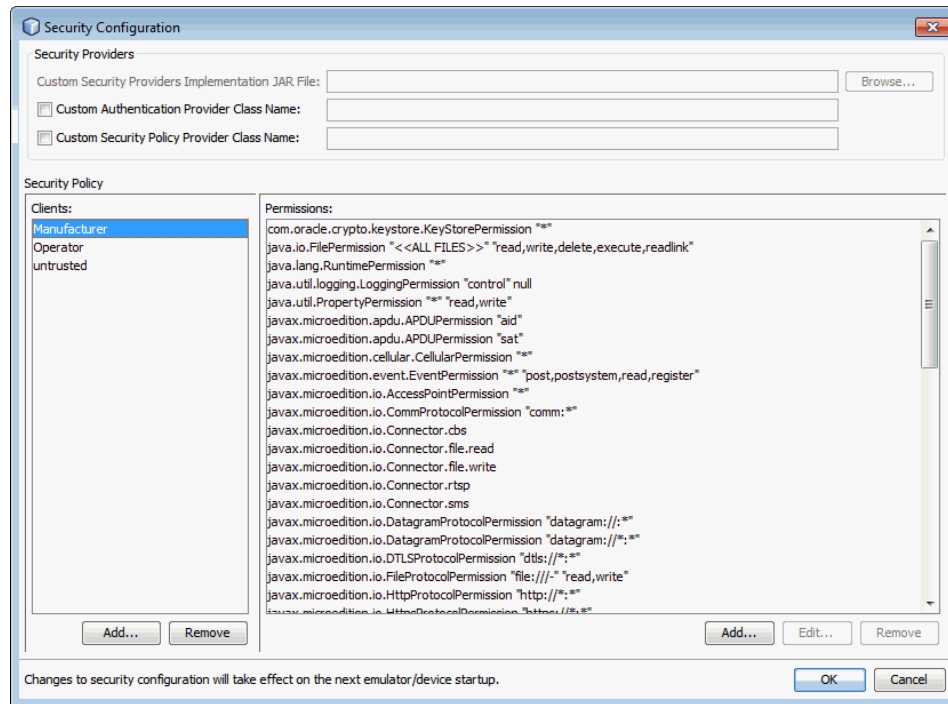 Security Configuration
Security Providers
Custom Security Providers Implementation JAR File:
Browse...
Custom Authentication Provider Class Name:
Custom Security Policy Provider Class Name:
Security Policy
Clients:
Manufacturer
Operator
untrusted
Add...
Remove
Permissions:
com.oracle.crypto.keystore.KeyStorePermission "*"
java.io.FilePermission "<<ALL FILES>>" "read,write,delete,execute,readlink"
java.lang.RuntimePermission "*"
java.util.logging.LoggingPermission "control" null
java.util.PropertyPermission "*" "read,write"
javax.microedition.apdu.APDUPermission "aid"
javax.microedition.apdu.APDUPermission "sat"
javax.microedition.cellular.CellularPermission "*"
javax.microedition.event.EventPermission "*" "post,postsystem,read,register"
javax.microedition.io.AccessPointPermission "*"
javax.microedition.io.CommProtocolPermission "comm:*"
javax.microedition.io.Connector.cbs
javax.microedition.io.Connector.file.read
javax.microedition.io.Connector.file.write
javax.microedition.io.Connector.rtsp
javax.microedition.io.Connector.sms
javax.microedition.io.DatagramProtocolPermission "datagram://:*"
javax.microedition.io.DatagramProtocolPermission "datagram://*:*"
javax.microedition.io.DTLSProtocolPermission "dtls://*:*"
javax.microedition.io.FileProtocolPermission "file:///-" "read,write"
javax.microedition.io.HttpProtocolPermission "http://*:*"
javax.microedition.io.HttpsProtocolPermission "https://*:*"
Add...
Edit...
Remove
Changes to security configuration will take effect on the next emulator/device startup.
OK
Cancel